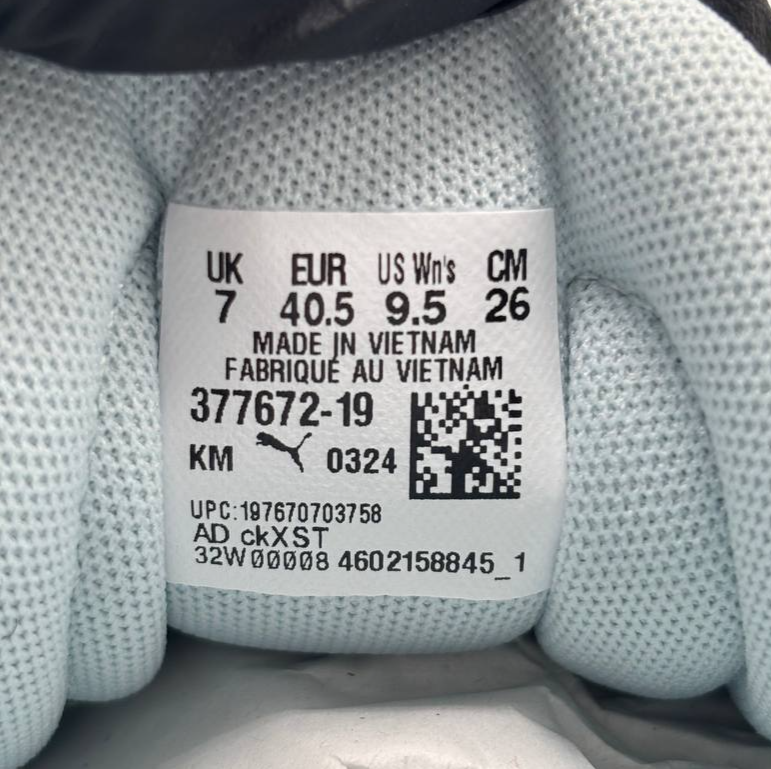 UK EUR US Wn's CM
7 40.5 9.5 26
MADE IN VIETNAM
FABRIQUÉ AU VIETNAM
377672-19
KM 0324
UPC:197670703758
AD ckXST
32W00008 4602158845_1